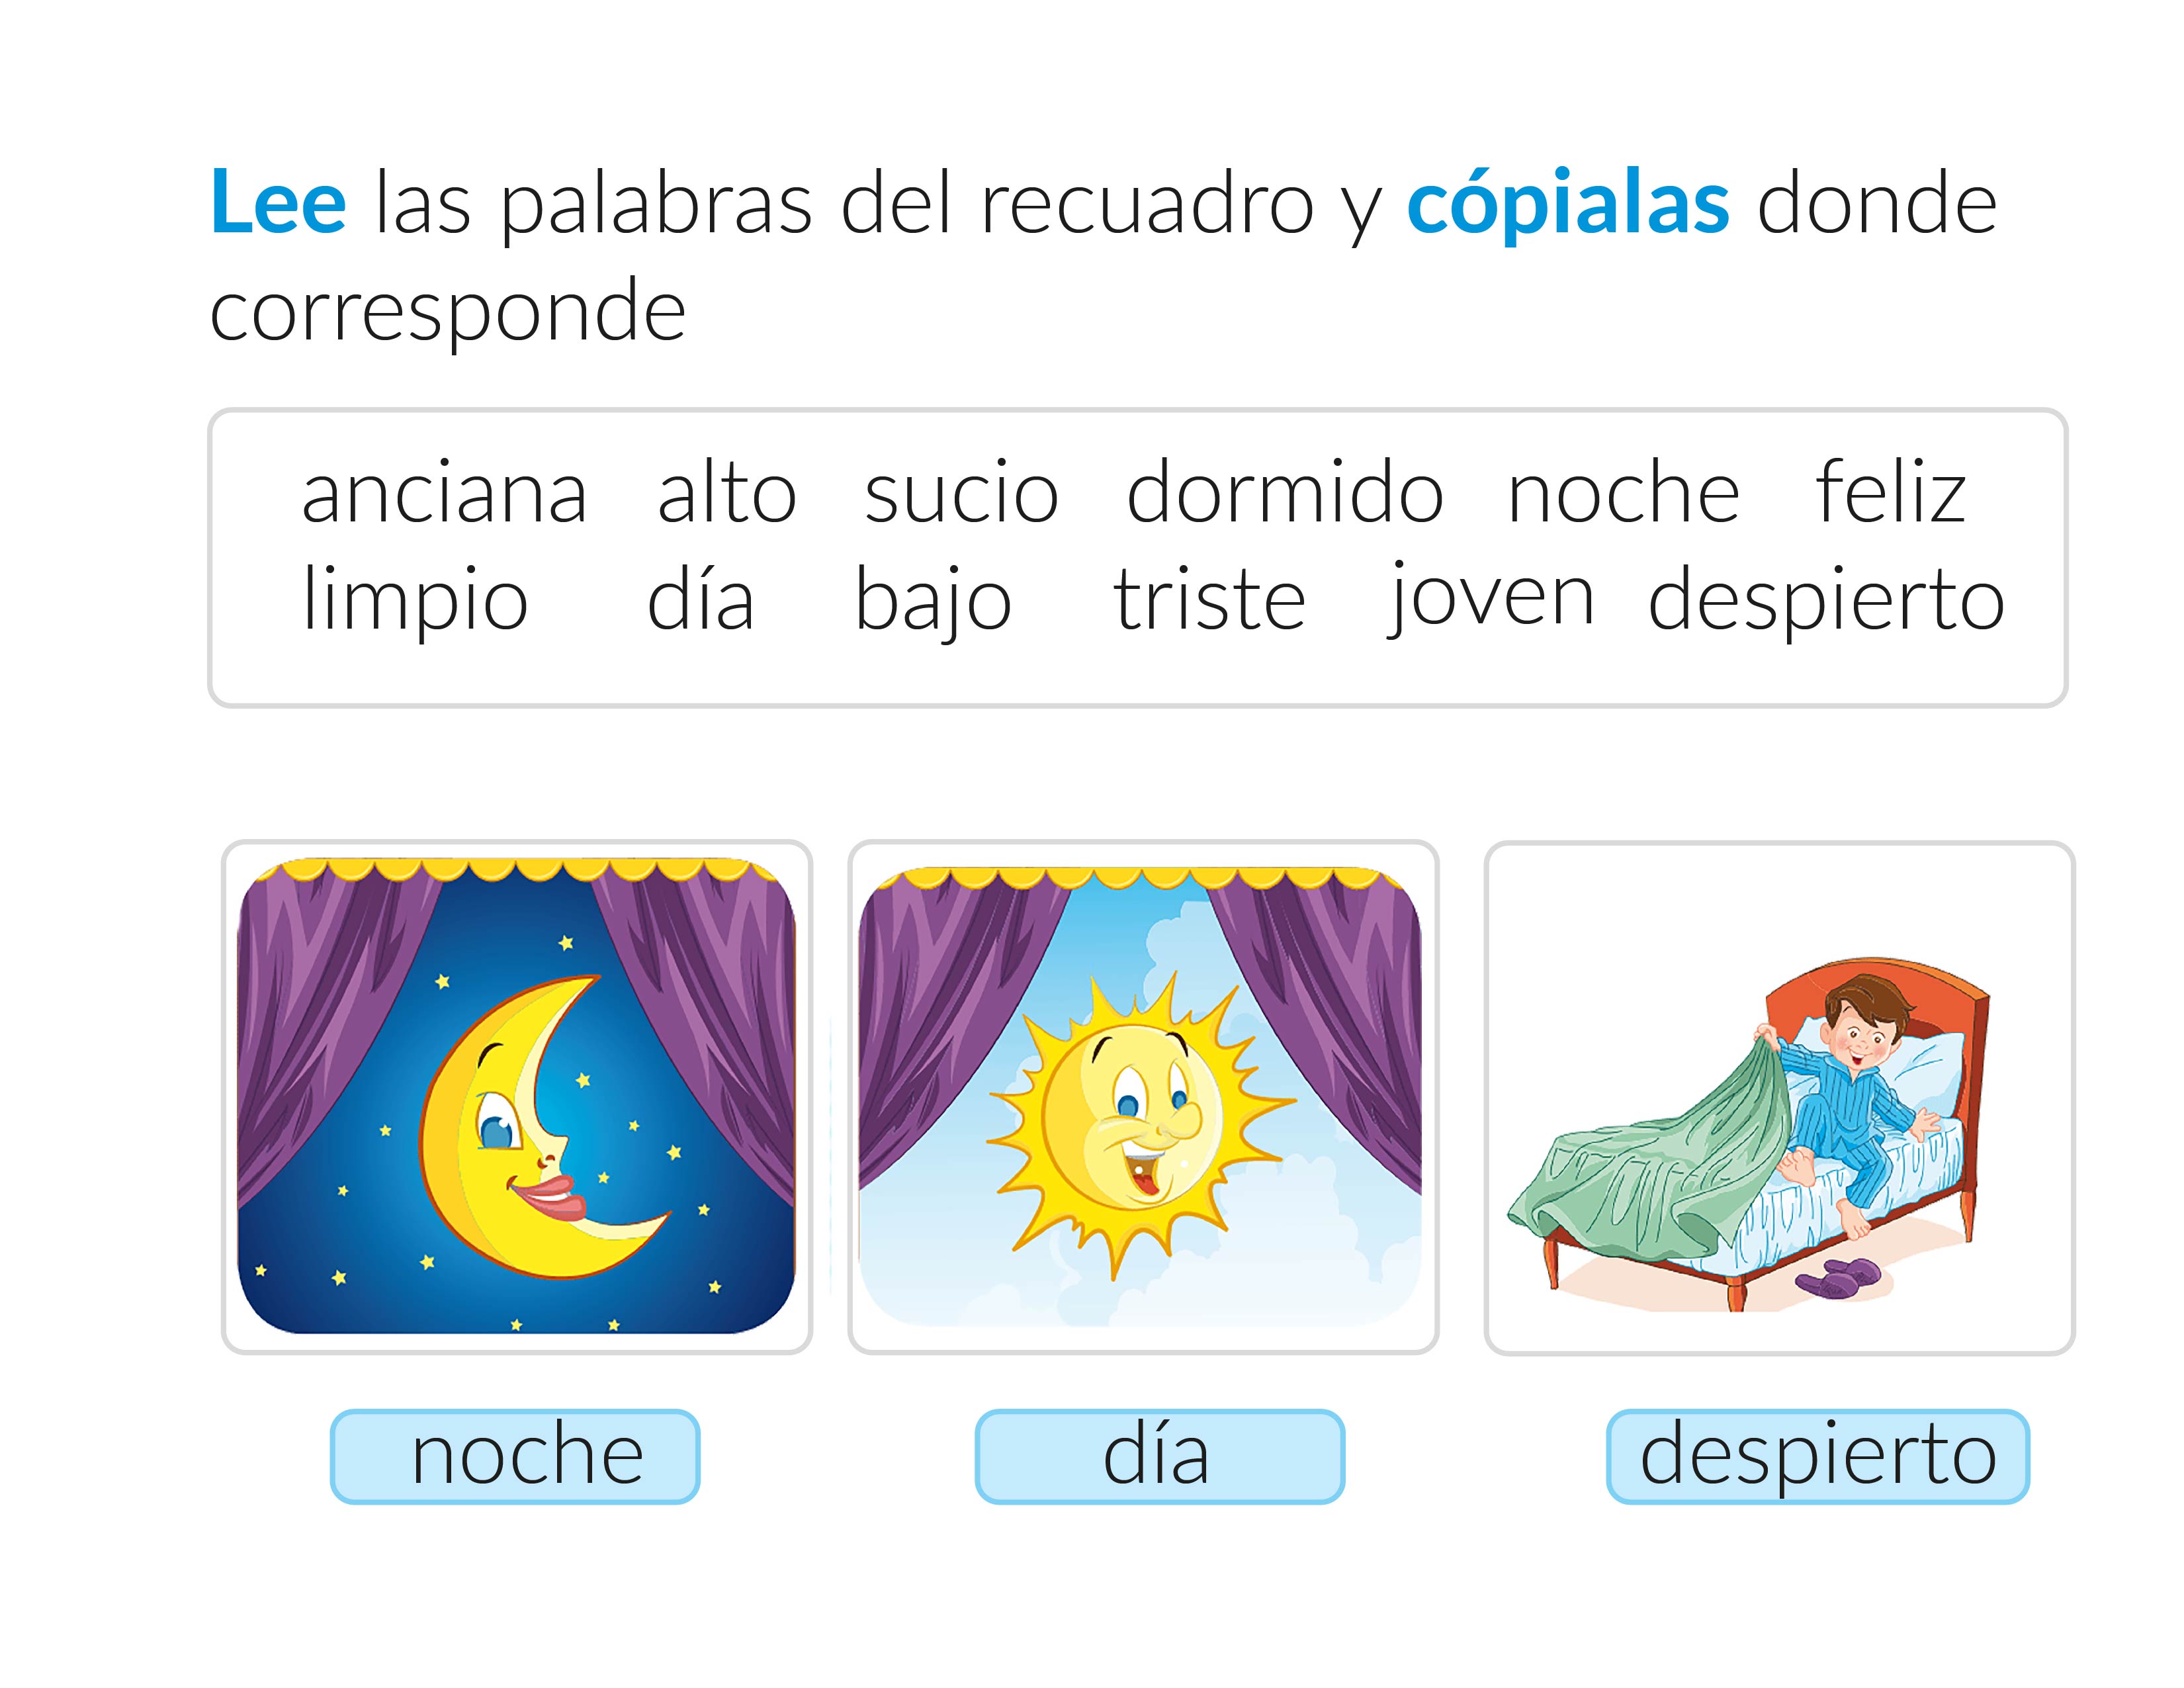 Lee las palabras del recuadro y cópialas donde
corresponde
anciana alto sucio dormido noche feliz
limpio día bajo triste joven despierto
noche día despierto